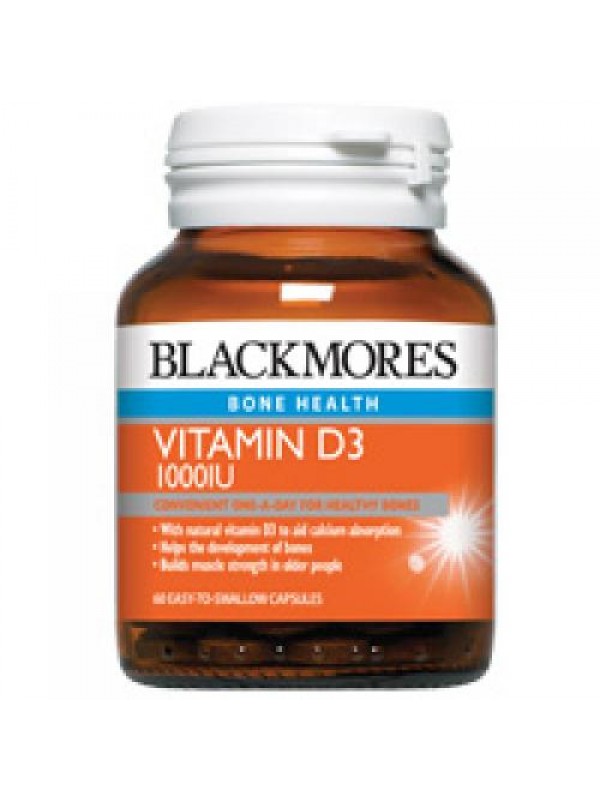 BLACKMORES
BONE HEALTH
VITAMIN D3
1000IU
CONVENIENT ONE-A-DAY FOR HEALTHY BONES
• With natural vitamin D3 to aid calcium absorption
• Helps the development of bones
• Builds muscle strength in older people
60 EASY-TO-SWALLOW CAPSULES